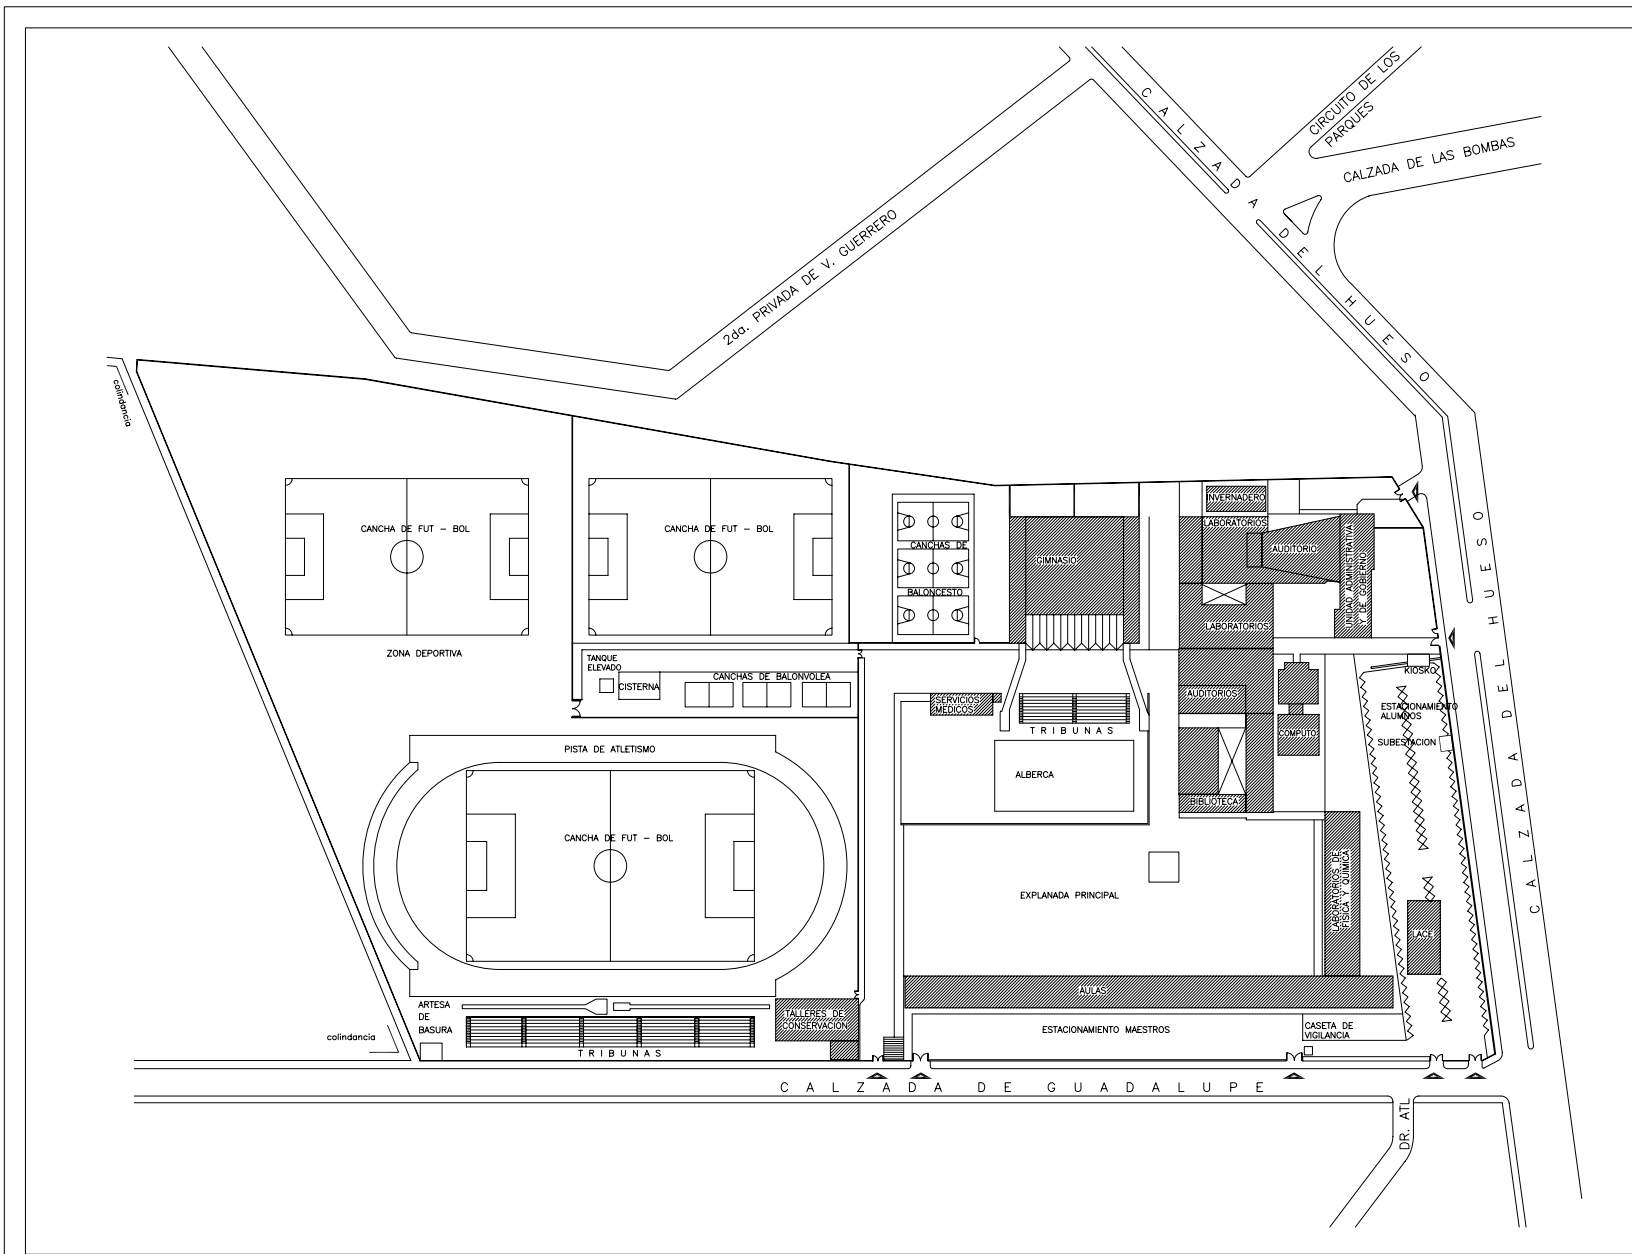 CIRCUITO DE LOS
PARQUES
CALZADA DE LAS BOMBAS
CALZADA DEL HUESO
2da. PRIVADA DE V. GUERRERO
colindancia
CANCHA DE FUT – BOL
CANCHA DE FUT – BOL
ZONA DEPORTIVA
CANCHAS DE
BALONCESTO
GIMNASIO
INVERNADERO
LABORATORIOS
AUDITORIO
UNIDAD ADMINISTRATIVA
Y DE GOBIERNO
LABORATORIOS
TANQUE
ELEVADO
CISTERNA
CANCHAS DE BALONVOLEA
SERVICIOS
MEDICOS
TRIBUNAS
AUDITORIOS
COMPUTO
KIOSKO
ESTACIONAMIENTO
ALUMNOS
SUBESTACION
CALZADA DEL HUESO
PISTA DE ATLETISMO
ALBERCA
BIBLIOTECA
CANCHA DE FUT – BOL
EXPLANADA PRINCIPAL
LABORATORIOS DE
FISICA Y QUIMICA
LACE
AULAS
ARTESA
DE
BASURA
TALLERES DE
CONSERVACION
TRIBUNAS
colindancia
ESTACIONAMIENTO MAESTROS
CASETA DE
VIGILANCIA
CALZADA DE GUADALUPE
DR. ATL